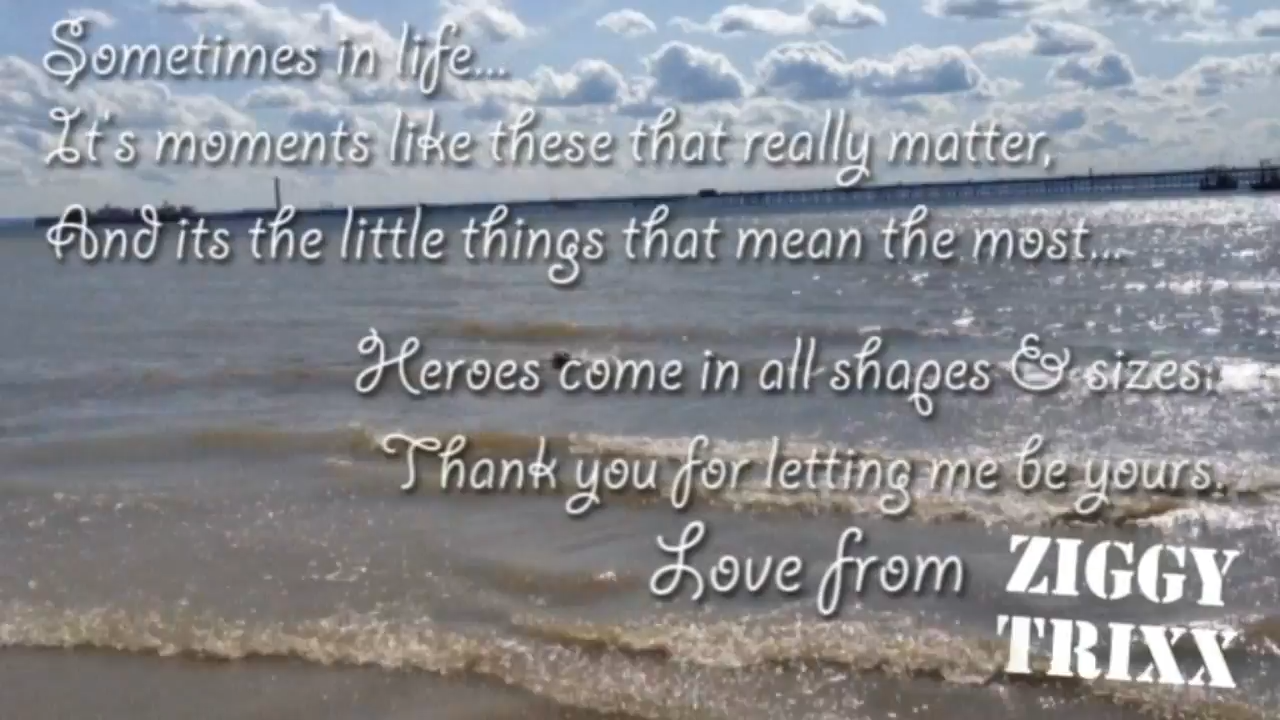 Sometimes in life...
It's moments like these that really matter,
And its the little things that mean the most...
Heroes come in all shapes & sizes;
Thank you for letting me be yours.
Love from ZIGGY
TRIXX